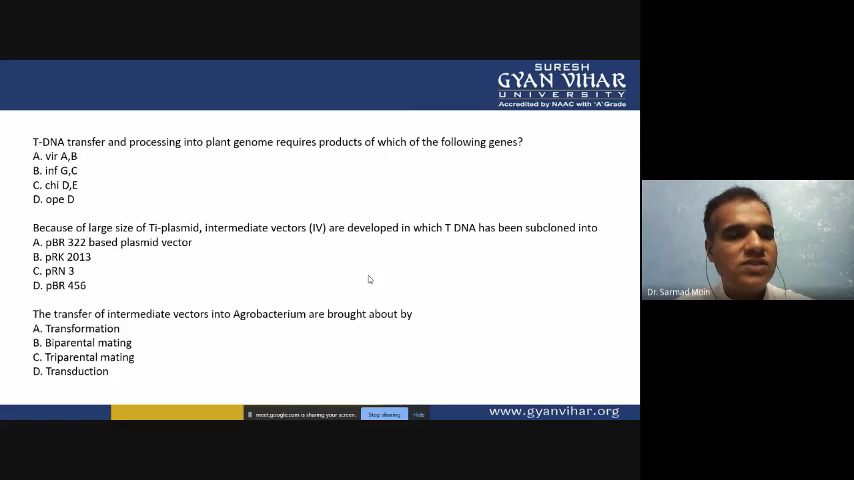 SURESH
GYAN VIHAR
UNIVERSITY
Accredited by NAAC with 'A' Grade
T-DNA transfer and processing into plant genome requires products of which of the following genes?
A. vir A,B
B. inf G,C
C. chi D,E
D. ope D
Because of large size of Ti-plasmid, intermediate vectors (IV) are developed in which T DNA has been subcloned into
A. pBR 322 based plasmid vector
B. pRK 2013
C. pRN 3
D. pBR 456
The transfer of intermediate vectors into Agrobacterium are brought about by
A. Transformation
B. Biparental mating
C. Triparental mating
D. Transduction
meet.google.com is sharing your screen. Stop sharing Hide
www.gyanvihar.org
Dr. Sarmad Moin